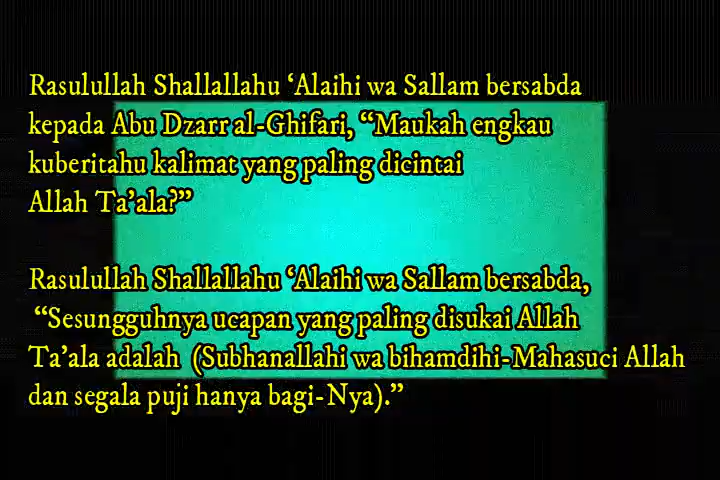 Rasulullah Shallallahu ‘Alaihi wa Sallam bersabda
kepada Abu Dzarr al-Ghifari, “Maukah engkau
kuberitahu kalimat yang paling dicintai
Allah Ta’ala?”
Rasulullah Shallallahu ‘Alaihi wa Sallam bersabda,
“Sesungguhnya ucapan yang paling disukai Allah
Ta’ala adalah (Subhanallahi wa bihamdihi-Mahasuci Allah
dan segala puji hanya bagi-Nya).”